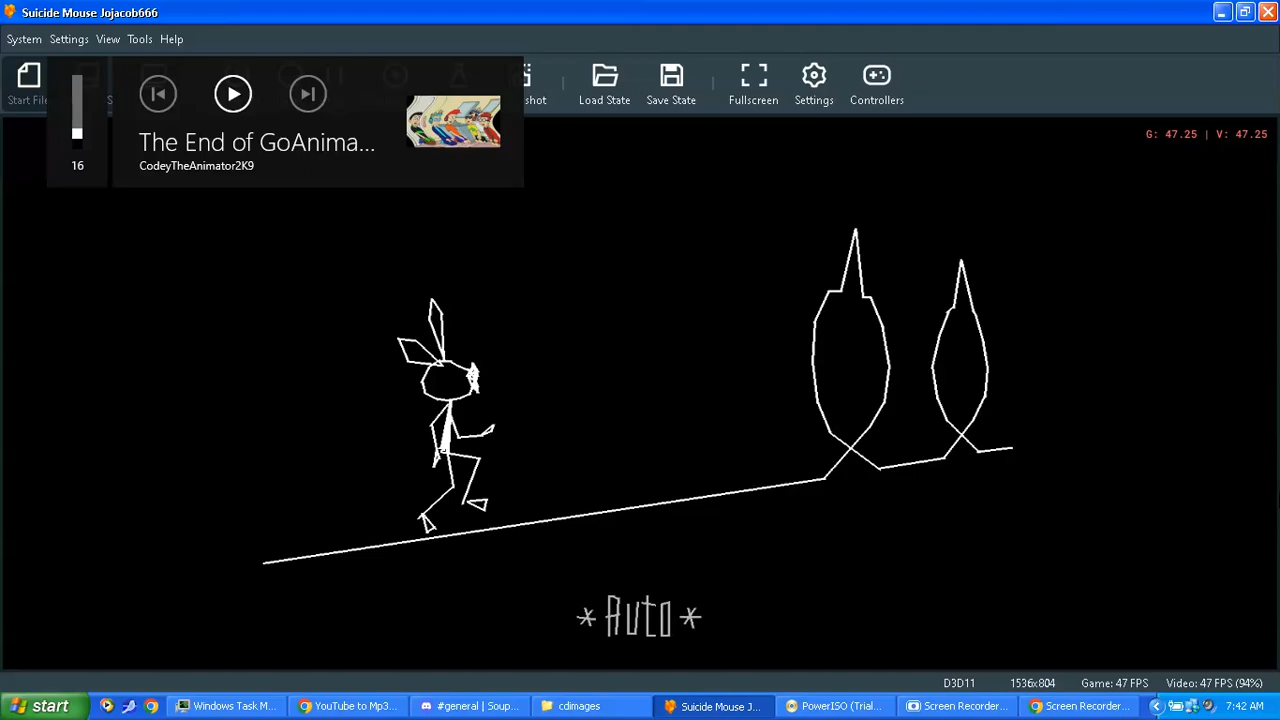 Suicide Mouse Jojacob666
System Settings View Tools Help
Start File
shot
Load State
Save State
Fullscreen
Settings
Controllers
The End of GoAnima...
CodeyTheAnimator2K9
16
G: 47.25 | V: 47.25
*Auto*
D3D11 1536x804 Game: 47 FPS Video: 47 FPS (94%)
start
Windows Task M...
YouTube to Mp3...
#general | Soup...
cdimages
Suicide Mouse J...
PowerISO (Trial...
Screen Recorder...
Screen Recorder...
7:42 AM